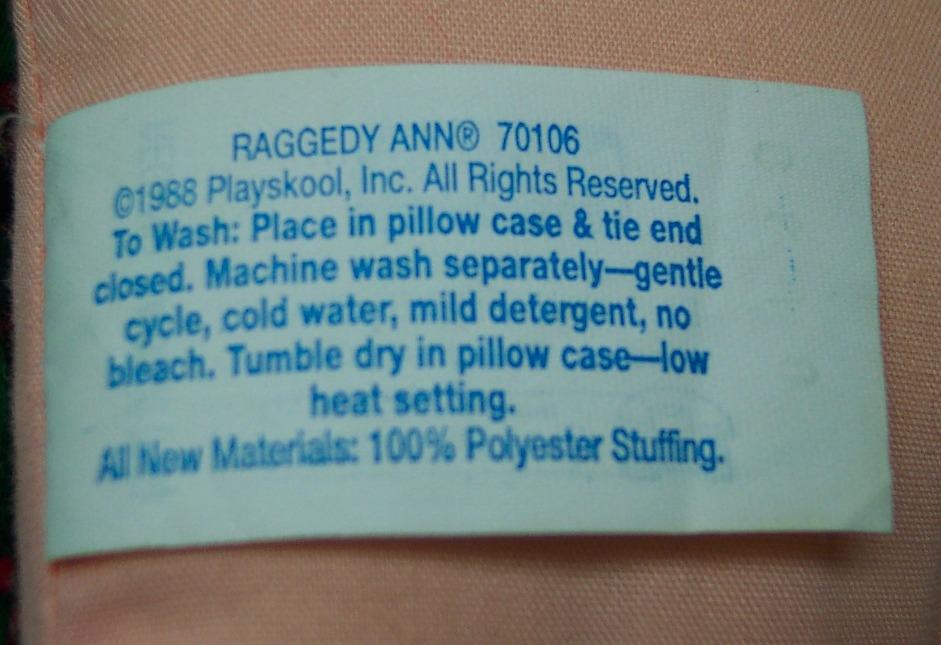 RAGGEDY ANN® 70106
©1988 Playskool, Inc. All Rights Reserved.
To Wash: Place in pillow case & tie end
closed. Machine wash separately—gentle
cycle, cold water, mild detergent, no
bleach. Tumble dry in pillow case—low
heat setting.
All New Materials: 100% Polyester Stuffing.